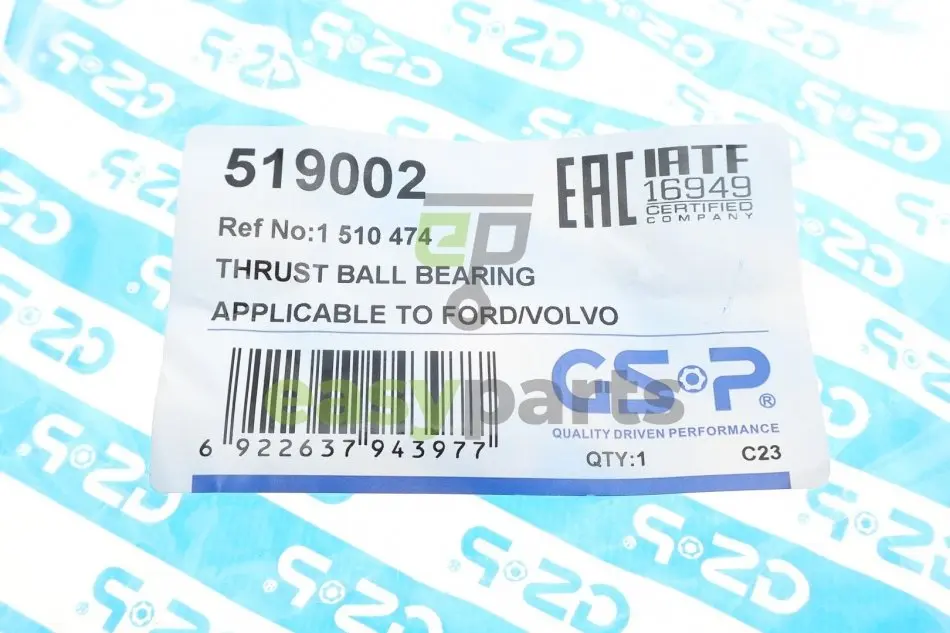 519002
Ref No:1 510 474
THRUST BALL BEARING
APPLICABLE TO FORD/VOLVO
EAC
IATF
16949
CERTIFIED
COMPANY
6 922637 943977
GSP®
QUALITY DRIVEN PERFORMANCE
QTY:1
C23
ep
easyparts